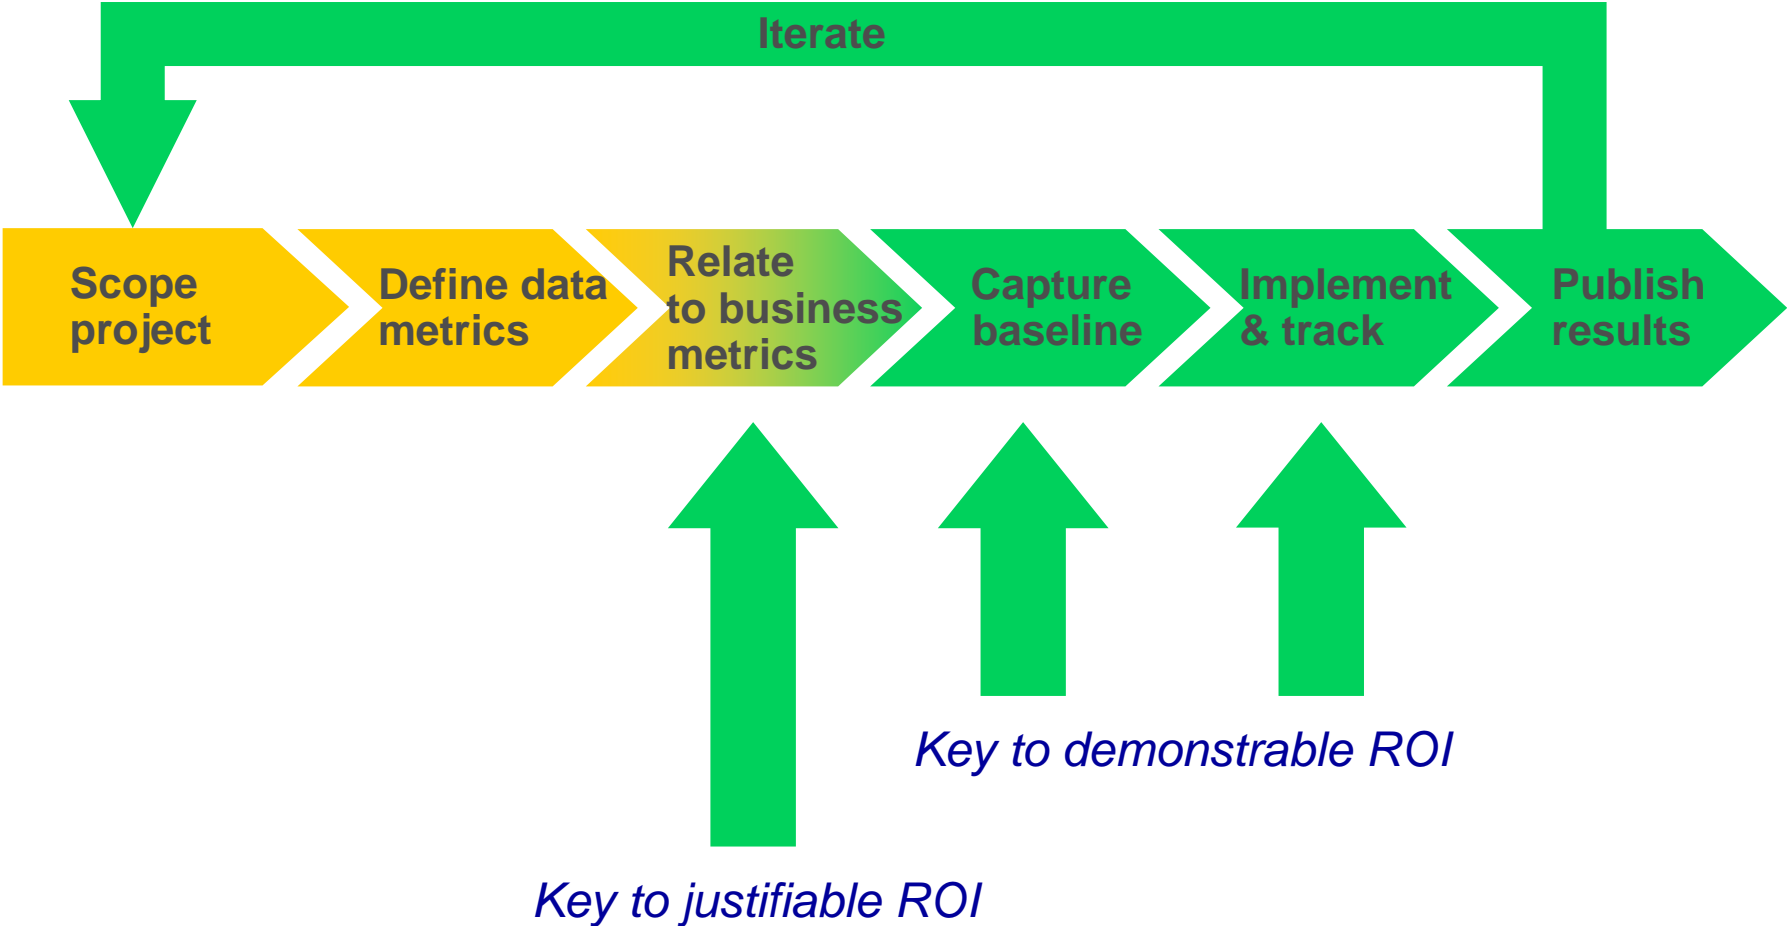 Iterate
Scope
project
Define data
metrics
Relate
to business
metrics
Capture
baseline
Implement
& track
Publish
results
Key to demonstrable ROI
Key to justifiable ROI